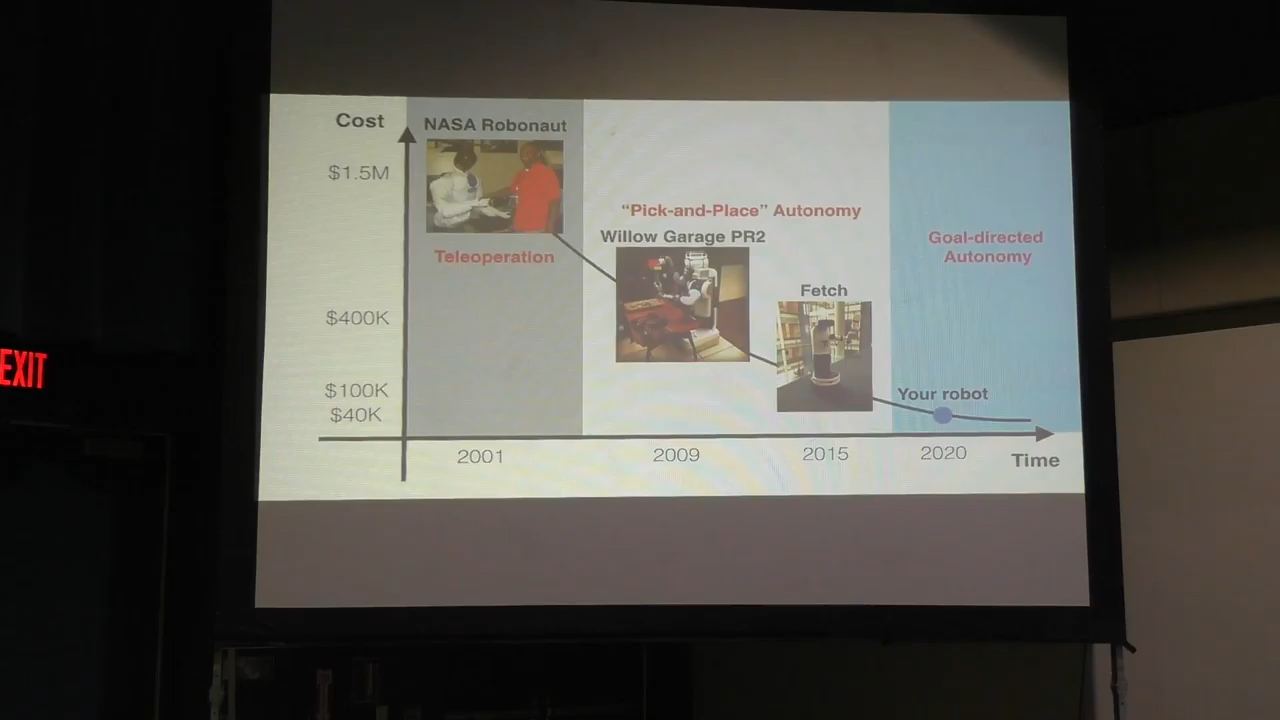 Cost
$1.5M
$400K
$100K
$40K
NASA Robonaut
Teleoperation
“Pick-and-Place” Autonomy
Willow Garage PR2
Fetch
Goal-directed
Autonomy
Your robot
2001
2009
2015
2020
Time
EXIT